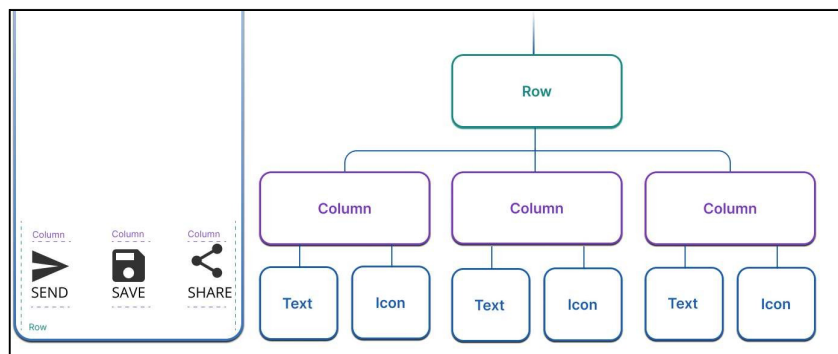 Column Column Column
SEND SAVE SHARE
Row
Row
Column Column Column
Text Icon Text Icon Text Icon